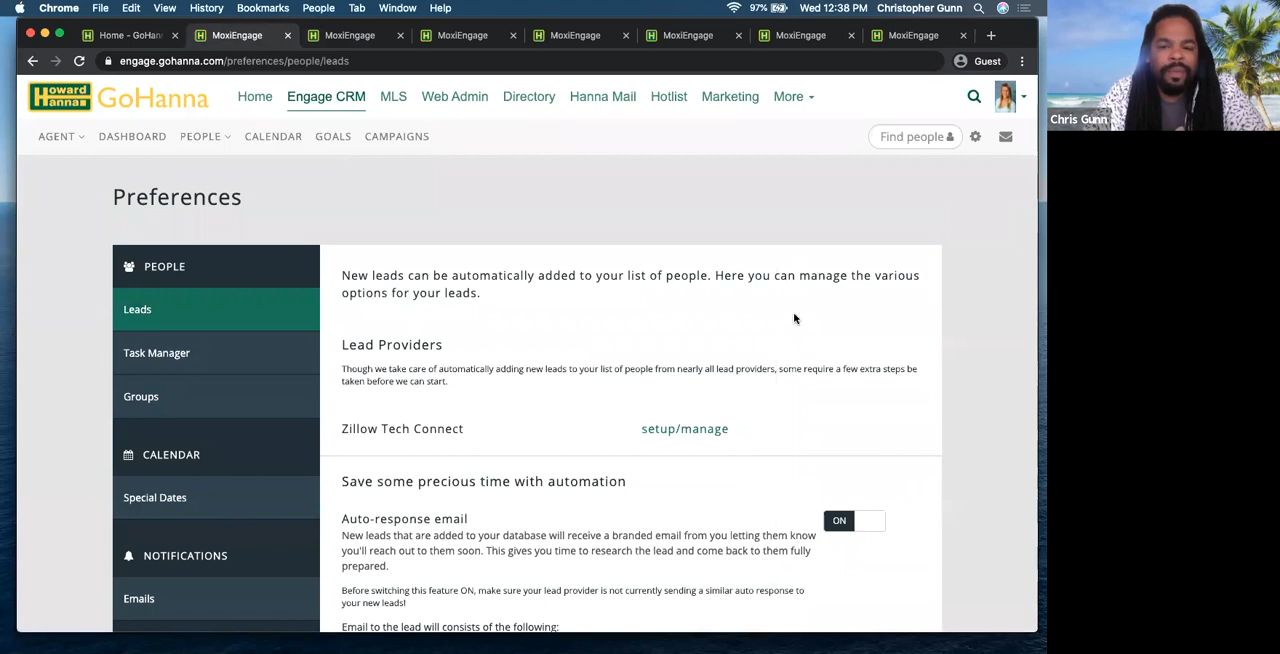 Chrome File Edit View History Bookmarks People Tab Window Help 97% Wed 12:38 PM Christopher Gunn
Home - GoHann MoxiEngage MoxiEngage MoxiEngage MoxiEngage MoxiEngage MoxiEngage MoxiEngage
engage.gohanna.com/preferences/people/leads Guest
Howard Hanna GoHanna Home Engage CRM MLS Web Admin Directory Hanna Mail Hotlist Marketing More
AGENT DASHBOARD PEOPLE CALENDAR GOALS CAMPAIGNS Find people
Chris Gunn
Preferences
PEOPLE
Leads
Task Manager
Groups
CALENDAR
Special Dates
NOTIFICATIONS
Emails
New leads can be automatically added to your list of people. Here you can manage the various
options for your leads.
Lead Providers
Though we take care of automatically adding new leads to your list of people from nearly all lead providers, some require a few extra steps be
taken before we can start.
Zillow Tech Connect setup/manage
Save some precious time with automation
Auto-response email ON
New leads that are added to your database will receive a branded email from you letting them know
you'll reach out to them soon. This gives you time to research the lead and come back to them fully
prepared.
Before switching this feature ON, make sure your lead provider is not currently sending a similar auto response to
your new leads!
Email to the lead will consists of the following: